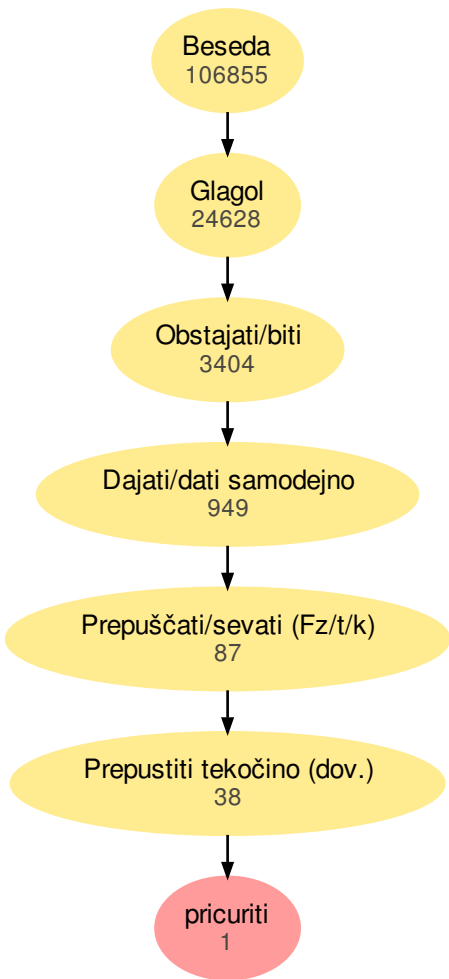 Beseda
106855
Glagol
24628
Obstajati/biti
3404
Dajati/dati samodejno
949
Prepuščati/sevati (Fz/t/k)
87
Prepustiti tekočino (dov.)
38
pricuriti
1